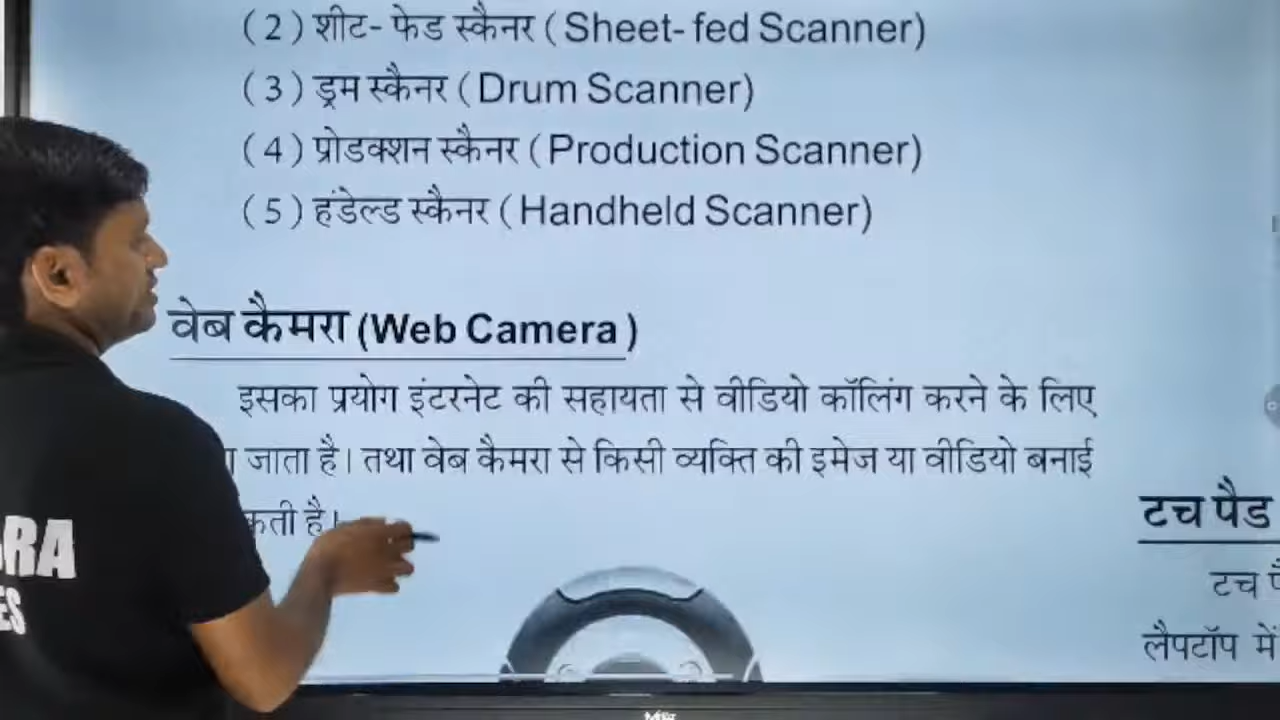 (2) शीट- फेड स्कैनर (Sheet- fed Scanner)
(3) ड्रम स्कैनर (Drum Scanner)
(4) प्रोडक्शन स्कैनर (Production Scanner)
(5) हंडेल्ड स्कैनर (Handheld Scanner)
वेब कैमरा (Web Camera)
इसका प्रयोग इंटरनेट की सहायता से वीडियो कॉलिंग करने के लिए
जाता है। तथा वेब कैमरा से किसी व्यक्ति की इमेज या वीडियो बनाई
है।
टच पैड
टच
लैपटॉप में